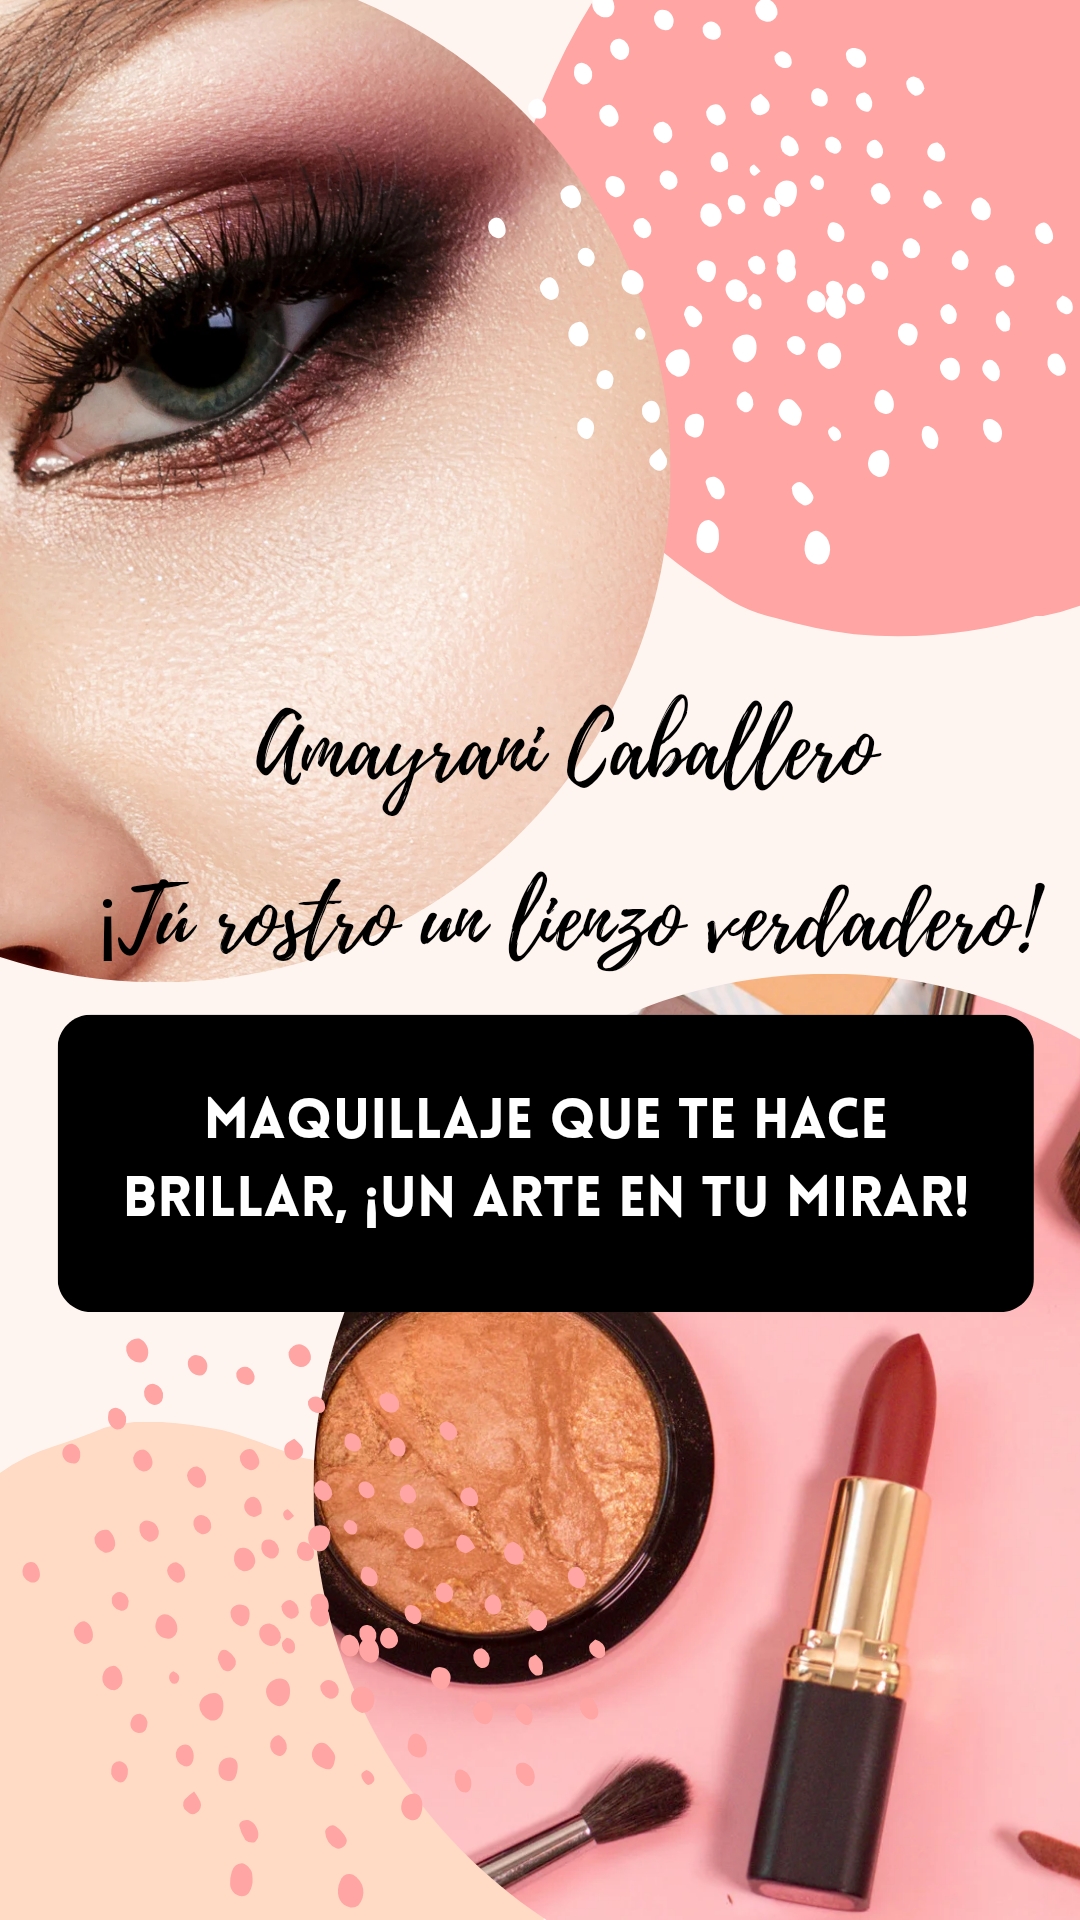 Amayrani Caballero
¡Tú rostro un lienzo verdadero!
MAQUILLAJE QUE TE HACE
BRILLAR, ¡UN ARTE EN TU MIRAR!